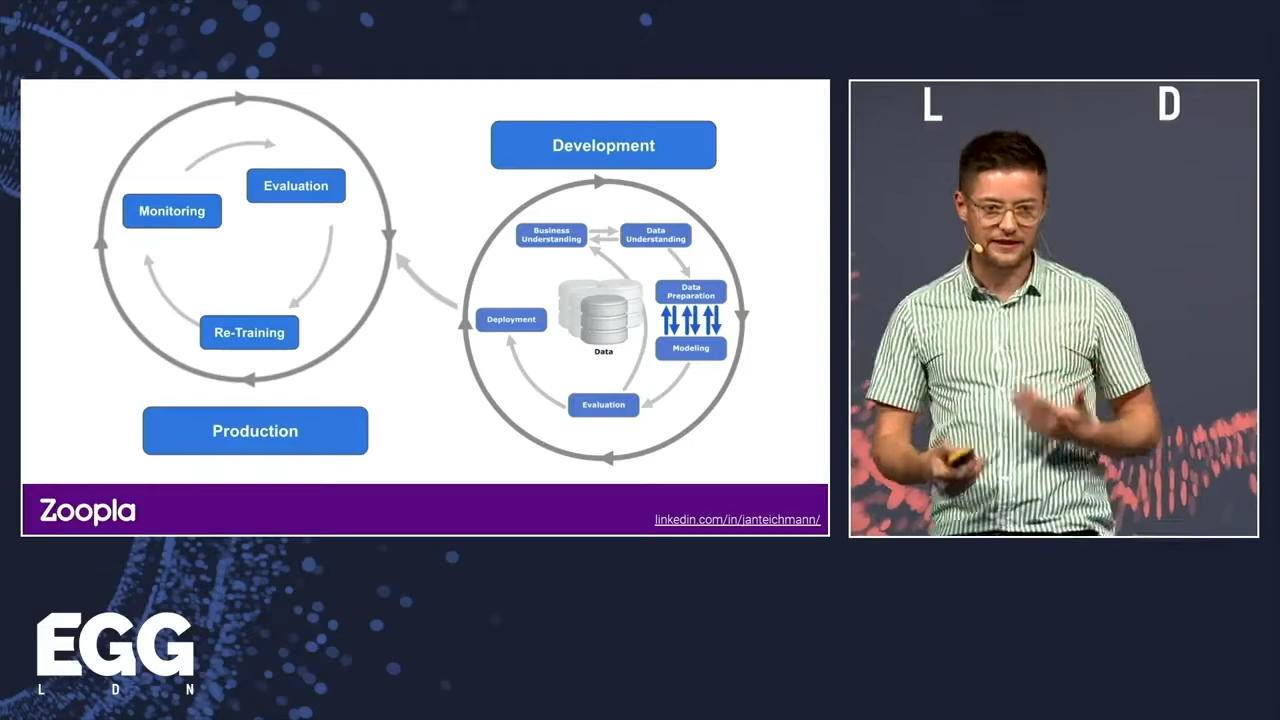 Development
Evaluation
Monitoring
Re-Training
Production
Business
Understanding
Data
Understanding
Data
Preparation
Modeling
Evaluation
Deployment
Data
Zoopla
linkedin.com/in/janteichmann/
L D
EGG
L D N